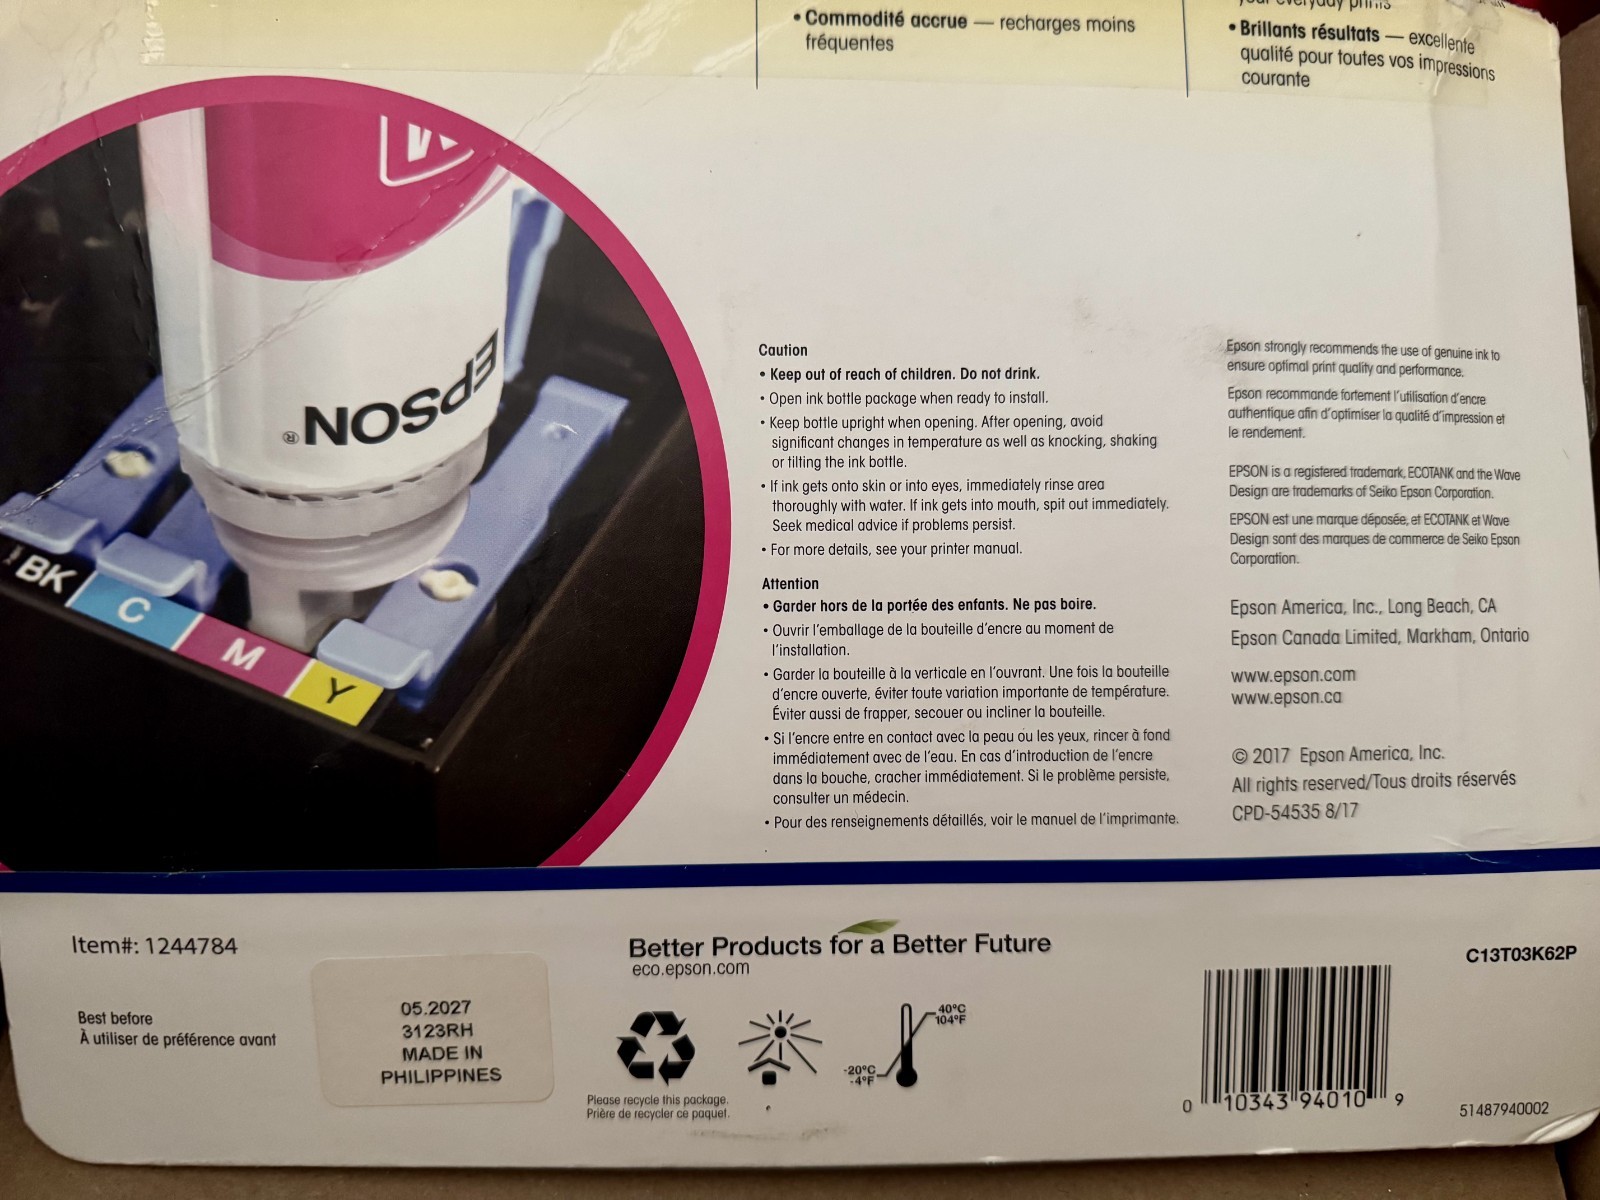 • Commodité accrue — recharges moins
fréquentes
your everyday prints
• Brillants résultats — excellente
qualité pour toutes vos impressions
courante
M
EPSON®
BK
C
M
Y
Caution
• Keep out of reach of children. Do not drink.
• Open ink bottle package when ready to install.
• Keep bottle upright when opening. After opening, avoid
significant changes in temperature as well as knocking, shaking
or tilting the ink bottle.
• If ink gets onto skin or into eyes, immediately rinse area
thoroughly with water. If ink gets into mouth, spit out immediately.
Seek medical advice if problems persist.
• For more details, see your printer manual.
Attention
• Garder hors de la portée des enfants. Ne pas boire.
• Ouvrir l'emballage de la bouteille d'encre au moment de
l'installation.
• Garder la bouteille à la verticale en l'ouvrant. Une fois la bouteille
d'encre ouverte, éviter toute variation importante de température.
Éviter aussi de frapper, secouer ou incliner la bouteille.
• Si l'encre entre en contact avec la peau ou les yeux, rincer à fond
immédiatement avec de l'eau. En cas d'introduction de l'encre
dans la bouche, cracher immédiatement. Si le problème persiste,
consulter un médecin.
• Pour des renseignements détaillés, voir le manuel de l'imprimante.
Epson strongly recommends the use of genuine ink to
ensure optimal print quality and performance.
Epson recommande fortement l'utilisation d'encre
authentique afin d'optimiser la qualité d'impression et
le rendement.
EPSON is a registered trademark, ECOTANK and the Wave
Design are trademarks of Seiko Epson Corporation.
EPSON est une marque déposée, et ECOTANK et Wave
Design sont des marques de commerce de Seiko Epson
Corporation.
Epson America, Inc., Long Beach, CA
Epson Canada Limited, Markham, Ontario
www.epson.com
www.epson.ca
© 2017 Epson America, Inc.
All rights reserved/Tous droits réservés
CPD-54535 8/17
Item#: 1244784
Best before
À utiliser de préférence avant
05.2027
3123RH
MADE IN
PHILIPPINES
Better Products for a Better Future
eco.epson.com
Please recycle this package.
Prière de recycler ce paquet.
40°C
104°F
-20°C
-4°F
C13T03K62P
0 10343 94010 9
51487940002